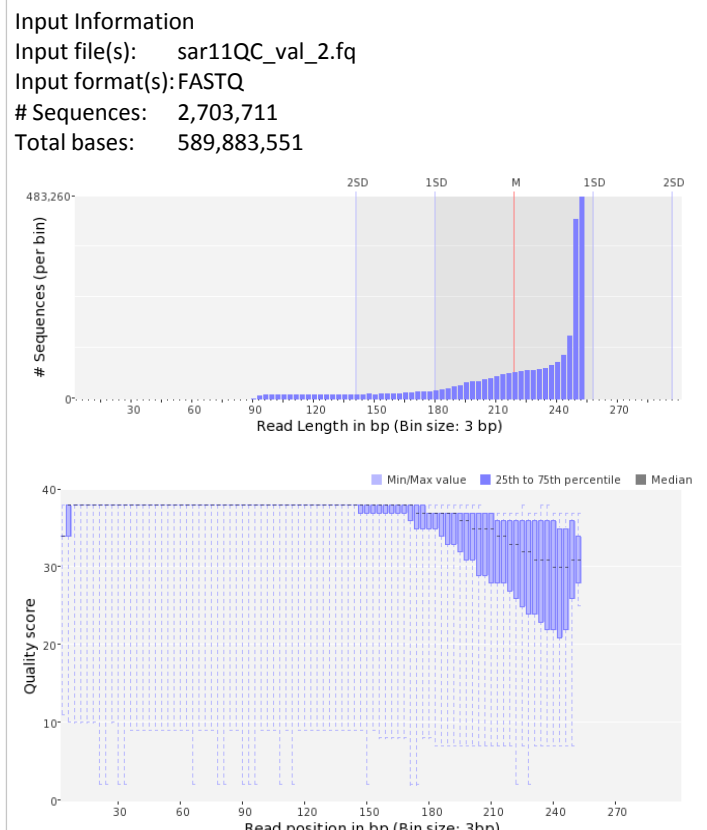 Input Information
Input file(s): sar11QC_val_2.fq
Input format(s): FASTQ
# Sequences: 2,703,711
Total bases: 589,883,551
2SD 1SD M 1SD 2SD
483,260
# Sequences (per bin)
0
30 60 90 120 150 180 210 240 270
Read Length in bp (Bin size: 3 bp)
Min/Max value 25th to 75th percentile Median
40
30
20
10
0
Quality score
30 60 90 120 150 180 210 240 270
Read position in bp (Bin size: 3bp)